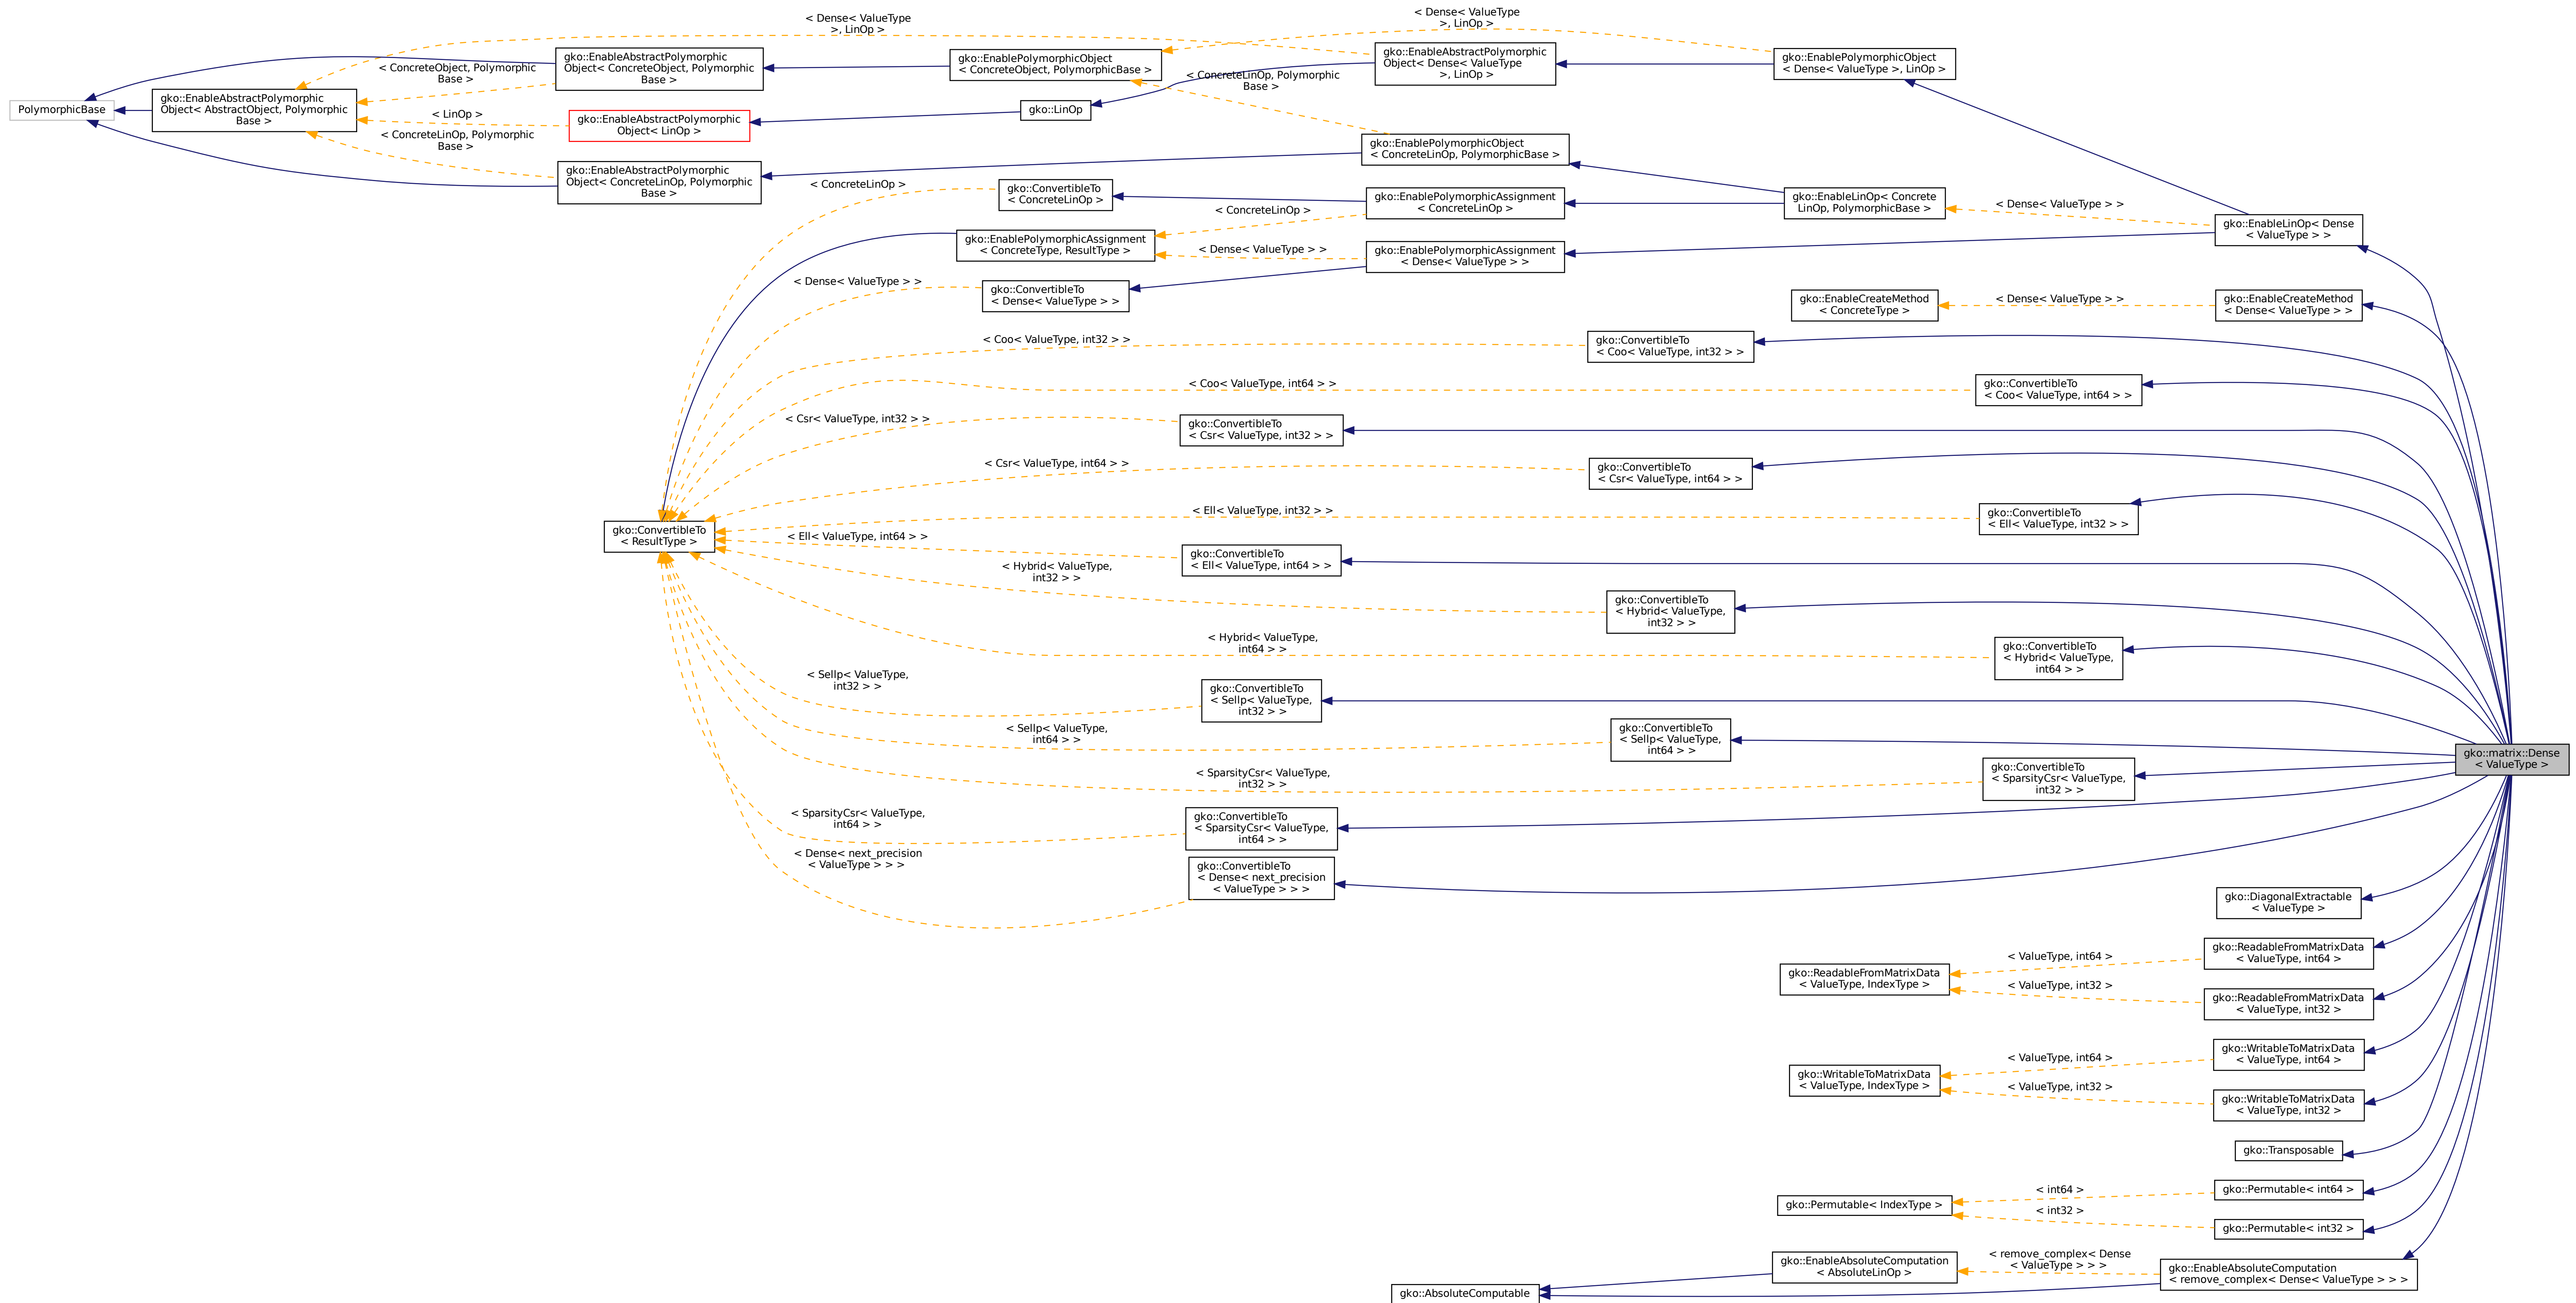 < Dense< ValueType
>, LinOp >
< Dense< ValueType
>, LinOp >
gko::EnableAbstractPolymorphic
Object< ConcreteObject, Polymorphic
Base >
gko::EnablePolymorphicObject
< ConcreteObject, PolymorphicBase >
gko::EnableAbstractPolymorphic
Object< Dense< ValueType
>, LinOp >
gko::EnablePolymorphicObject
< Dense< ValueType >, LinOp >
< ConcreteObject, Polymorphic
Base >
< ConcreteLinOp, Polymorphic
Base >
PolymorphicBase
gko::EnableAbstractPolymorphic
Object< AbstractObject, Polymorphic
Base >
< LinOp >
gko::EnableAbstractPolymorphic
Object< LinOp >
gko::LinOp
< ConcreteLinOp, Polymorphic
Base >
gko::EnablePolymorphicObject
< ConcreteLinOp, PolymorphicBase >
gko::EnableAbstractPolymorphic
Object< ConcreteLinOp, Polymorphic
Base >
< ConcreteLinOp >
gko::ConvertibleTo
< ConcreteLinOp >
gko::EnablePolymorphicAssignment
< ConcreteLinOp >
gko::EnableLinOp< Concrete
LinOp, PolymorphicBase >
< Dense< ValueType > >
gko::EnableLinOp< Dense
< ValueType > >
< ConcreteLinOp >
gko::EnablePolymorphicAssignment
< ConcreteType, ResultType >
< Dense< ValueType > >
gko::EnablePolymorphicAssignment
< Dense< ValueType > >
< Dense< ValueType > >
gko::ConvertibleTo
< Dense< ValueType > >
gko::EnableCreateMethod
< ConcreteType >
< Dense< ValueType > >
gko::EnableCreateMethod
< Dense< ValueType > >
< Coo< ValueType, int32 > >
gko::ConvertibleTo
< Coo< ValueType, int32 > >
< Coo< ValueType, int64 > >
gko::ConvertibleTo
< Coo< ValueType, int64 > >
< Csr< ValueType, int32 > >
gko::ConvertibleTo
< Csr< ValueType, int32 > >
< Csr< ValueType, int64 > >
gko::ConvertibleTo
< Csr< ValueType, int64 > >
< Ell< ValueType, int32 > >
gko::ConvertibleTo
< Ell< ValueType, int32 > >
gko::ConvertibleTo
< ResultType >
< Ell< ValueType, int64 > >
gko::ConvertibleTo
< Ell< ValueType, int64 > >
< Hybrid< ValueType,
int32 > >
gko::ConvertibleTo
< Hybrid< ValueType,
int32 > >
< Hybrid< ValueType,
int64 > >
gko::ConvertibleTo
< Hybrid< ValueType,
int64 > >
< Sellp< ValueType,
int32 > >
gko::ConvertibleTo
< Sellp< ValueType,
int32 > >
< Sellp< ValueType,
int64 > >
gko::ConvertibleTo
< Sellp< ValueType,
int64 > >
gko::matrix::Dense
< ValueType >
< SparsityCsr< ValueType,
int32 > >
gko::ConvertibleTo
< SparsityCsr< ValueType,
int32 > >
< SparsityCsr< ValueType,
int64 > >
gko::ConvertibleTo
< SparsityCsr< ValueType,
int64 > >
< Dense< next_precision
< ValueType > > >
gko::ConvertibleTo
< Dense< next_precision
< ValueType > > >
gko::DiagonalExtractable
< ValueType >
< ValueType, int64 >
gko::ReadableFromMatrixData
< ValueType, int64 >
gko::ReadableFromMatrixData
< ValueType, IndexType >
< ValueType, int32 >
gko::ReadableFromMatrixData
< ValueType, int32 >
< ValueType, int64 >
gko::WritableToMatrixData
< ValueType, int64 >
gko::WritableToMatrixData
< ValueType, IndexType >
< ValueType, int32 >
gko::WritableToMatrixData
< ValueType, int32 >
gko::Transposable
< int64 >
gko::Permutable< int64 >
gko::Permutable< IndexType >
< int32 >
gko::Permutable< int32 >
gko::EnableAbsoluteComputation
< AbsoluteLinOp >
< remove_complex< Dense
< ValueType > > >
gko::EnableAbsoluteComputation
< remove_complex< Dense< ValueType > > >
gko::AbsoluteComputable